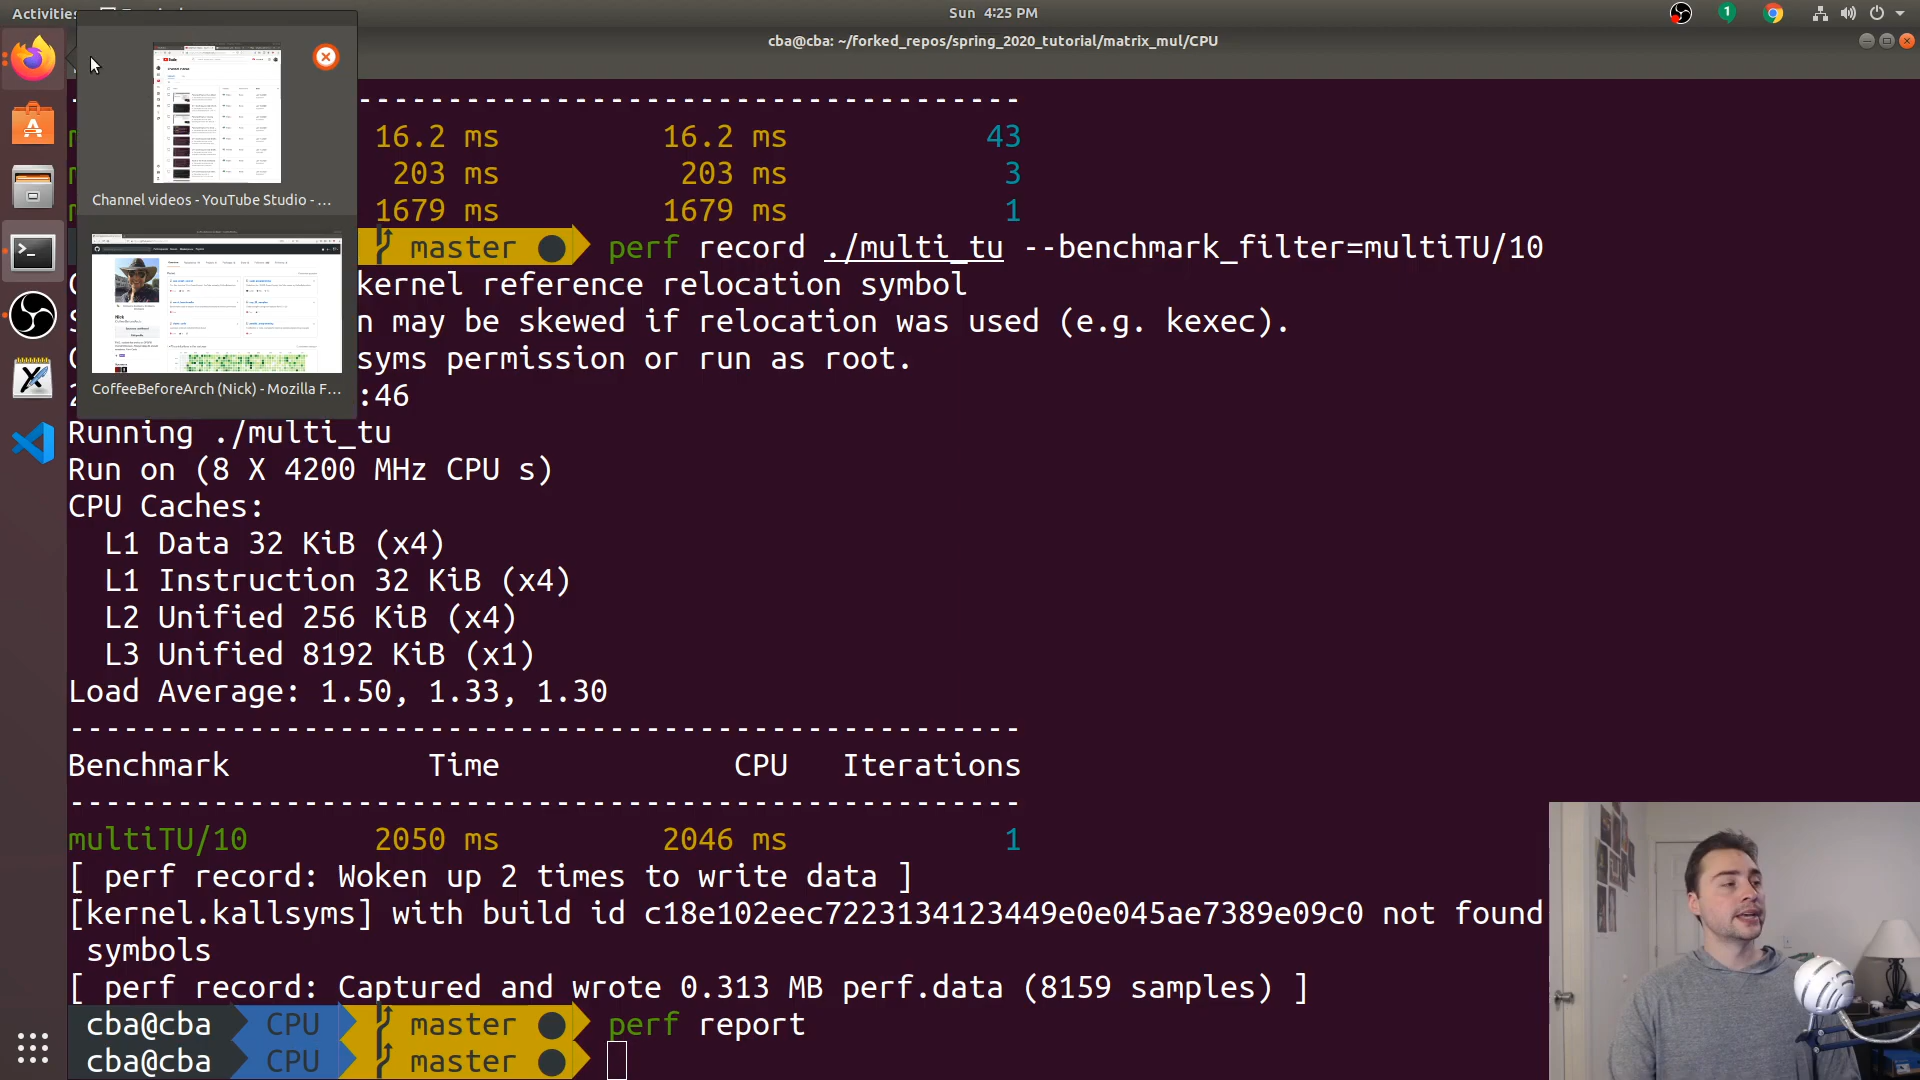 Activities
Sun 4:25 PM
1
cba@cba: ~/forked_repos/spring_2020_tutorial/matrix_mul/CPU
Channel videos - YouTube Studio - ...
CoffeeBeforeArch (Nick) - Mozilla F...
16.2 ms 16.2 ms 43
203 ms 203 ms 3
1679 ms 1679 ms 1
master perf record ./multi_tu --benchmark_filter=multiTU/10
kernel reference relocation symbol
n may be skewed if relocation was used (e.g. kexec).
syms permission or run as root.
:46
Running ./multi_tu
Run on (8 X 4200 MHz CPU s)
CPU Caches:
L1 Data 32 KiB (x4)
L1 Instruction 32 KiB (x4)
L2 Unified 256 KiB (x4)
L3 Unified 8192 KiB (x1)
Load Average: 1.50, 1.33, 1.30
------------------------------------------------------
Benchmark Time CPU Iterations
------------------------------------------------------
multiTU/10 2050 ms 2046 ms 1
[ perf record: Woken up 2 times to write data ]
[kernel.kallsyms] with build id c18e102eec7223134123449e0e045ae7389e09c0 not found
symbols
[ perf record: Captured and wrote 0.313 MB perf.data (8159 samples) ]
cba@cba CPU master perf report
cba@cba CPU master